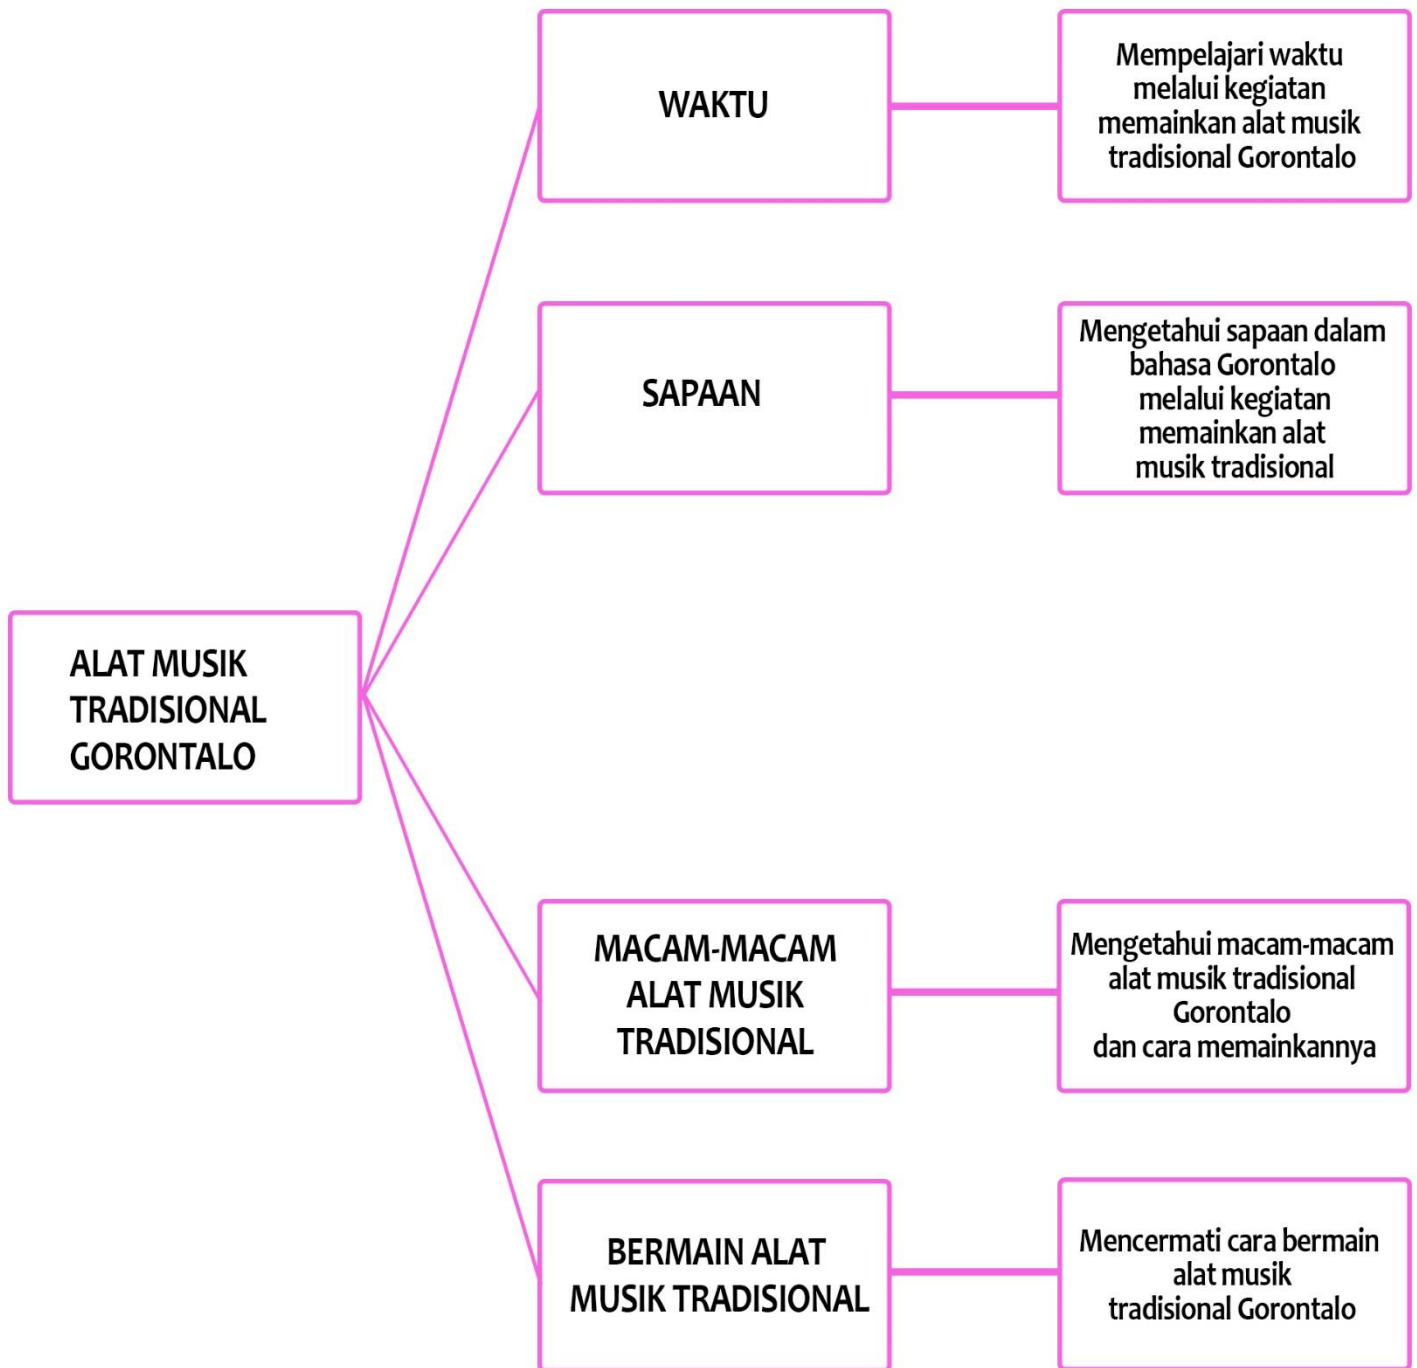 WAKTU
Mempelajari waktu
melalui kegiatan
memainkan alat musik
tradisional Gorontalo
SAPAAN
Mengetahui sapaan dalam
bahasa Gorontalo
melalui kegiatan
memainkan alat
musik tradisional
ALAT MUSIK
TRADISIONAL
GORONTALO
MACAM-MACAM
ALAT MUSIK
TRADISIONAL
Mengetahui macam-macam
alat musik tradisional
Gorontalo
dan cara memainkannya
BERMAIN ALAT
MUSIK TRADISIONAL
Mencermati cara bermain
alat musik
tradisional Gorontalo